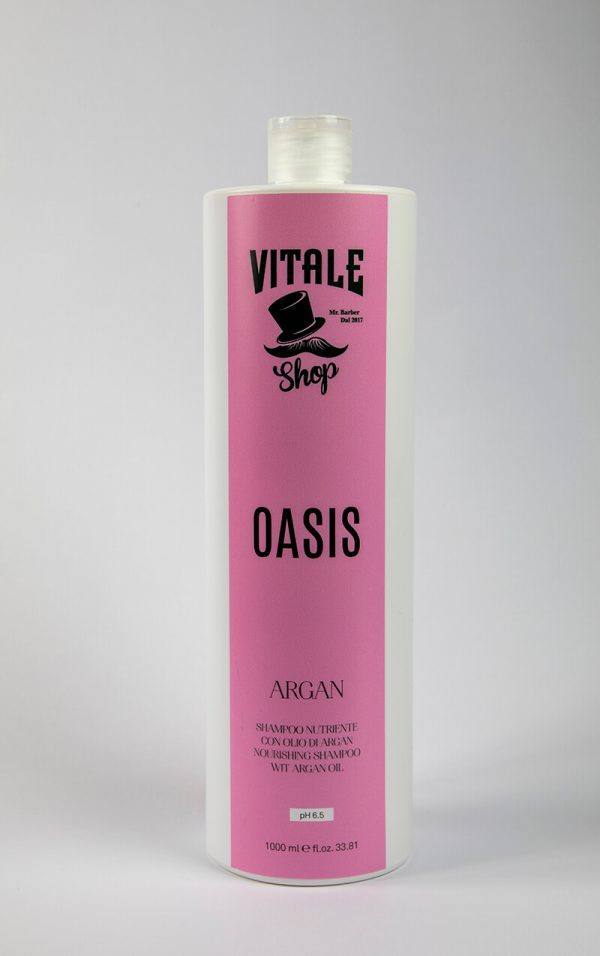 VITALE
Mr. Barber
Dal 2017
Shop
OASIS
ARGAN
SHAMPOO NUTRIENTE
CON OLIO DI ARGAN
NOURISHING SHAMPOO
WIT ARGAN OIL
pH 6.5
1000 ml ℮ fl.oz. 33.81